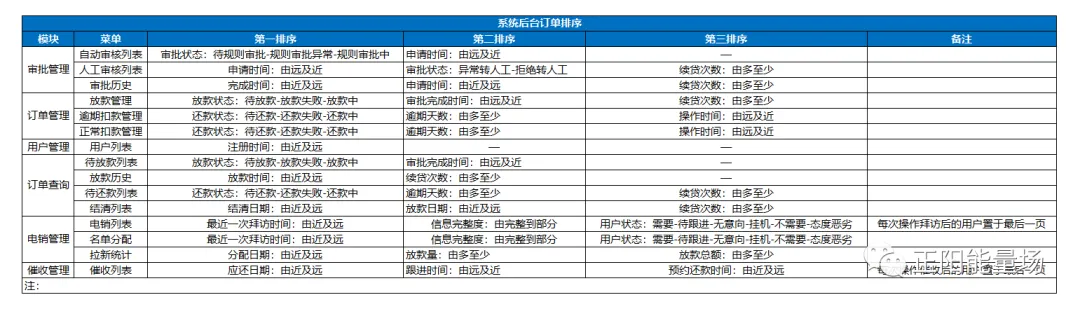 系统后台订单排序
模块 菜单 第一排序 第二排序 第三排序 备注
审批管理 自动审核列表 审批状态：待规则审批-规则审批异常-规则审批中 申请时间：由远及近 —
人工审核列表 申请时间：由远及近 审批状态：异常转人工-拒绝转人工 续贷次数：由多至少
审批历史 完成时间：由近及远 申请时间：由近及远 续贷次数：由多至少
订单管理 放款管理 放款状态：待放款-放款失败-放款中 审批完成时间：由远及近 续贷次数：由多至少
逾期扣款管理 还款状态：待还款-还款失败-还款中 逾期天数：由多至少 操作时间：由远及近
正常扣款管理 还款状态：待还款-还款失败-还款中 逾期天数：由多至少 操作时间：由远及近
用户管理 用户列表 注册时间：由近及远 — —
订单查询 待放款列表 放款状态：待放款-放款失败-放款中 审批完成时间：由远及近 —
放款历史 放款时间：由近及远 续贷次数：由多至少
待还款列表 还款状态：待还款-还款失败-还款中 逾期天数：由多至少 续贷次数：由多至少
结清列表 结清日期：由近及远 放款日期：由近及远 续贷次数：由多至少
电销管理 电销列表 最近一次拜访时间：由近及远 信息完整度：由完整到部分 用户状态：需要-待跟进-无意向-挂机-不需要-态度恶劣 每次操作拜访后的用户置于最后一页
名单分配 最近一次拜访时间：由近及远 信息完整度：由完整到部分 用户状态：需要-待跟进-无意向-挂机-不需要-态度恶劣
拉新统计 分配日期：由近及远 放款量：由多至少 放款总额：由多至少
催收管理 催收列表 应还日期：由近及远 跟进时间：由远及近 预约还款时间：由近及远 每次操作催收后的用户置于最后一页
注：
正阳能量场